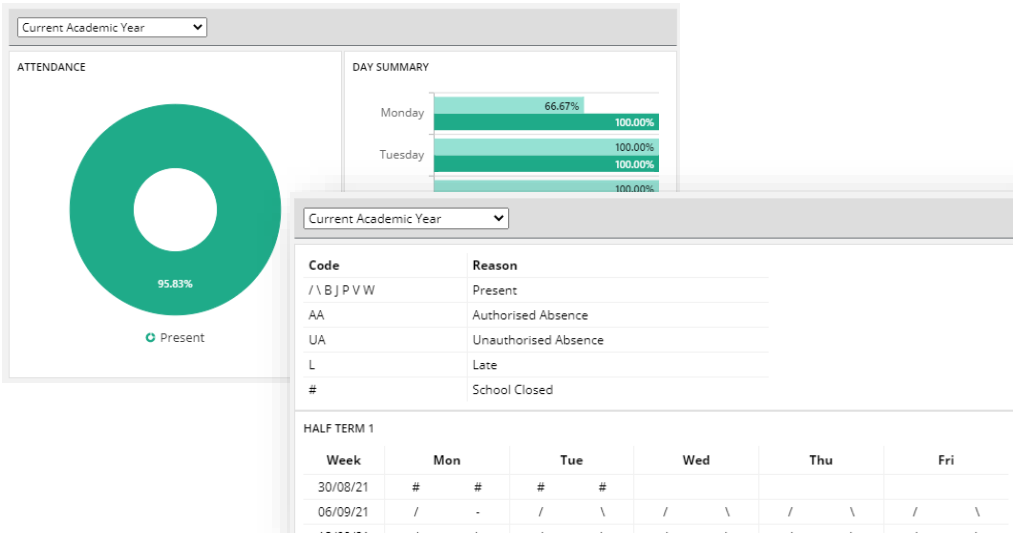 Current Academic Year
ATTENDANCE
95.83%
Present
DAY SUMMARY
Monday
66.67%
100.00%
Tuesday
100.00%
100.00%
100.00%
Current Academic Year
Code Reason
/ \ B J P V W Present
AA Authorised Absence
UA Unauthorised Absence
L Late
# School Closed
HALF TERM 1
Week Mon Tue Wed Thu Fri
30/08/21 # # # #
06/09/21 / - / \ / \ / \ / \